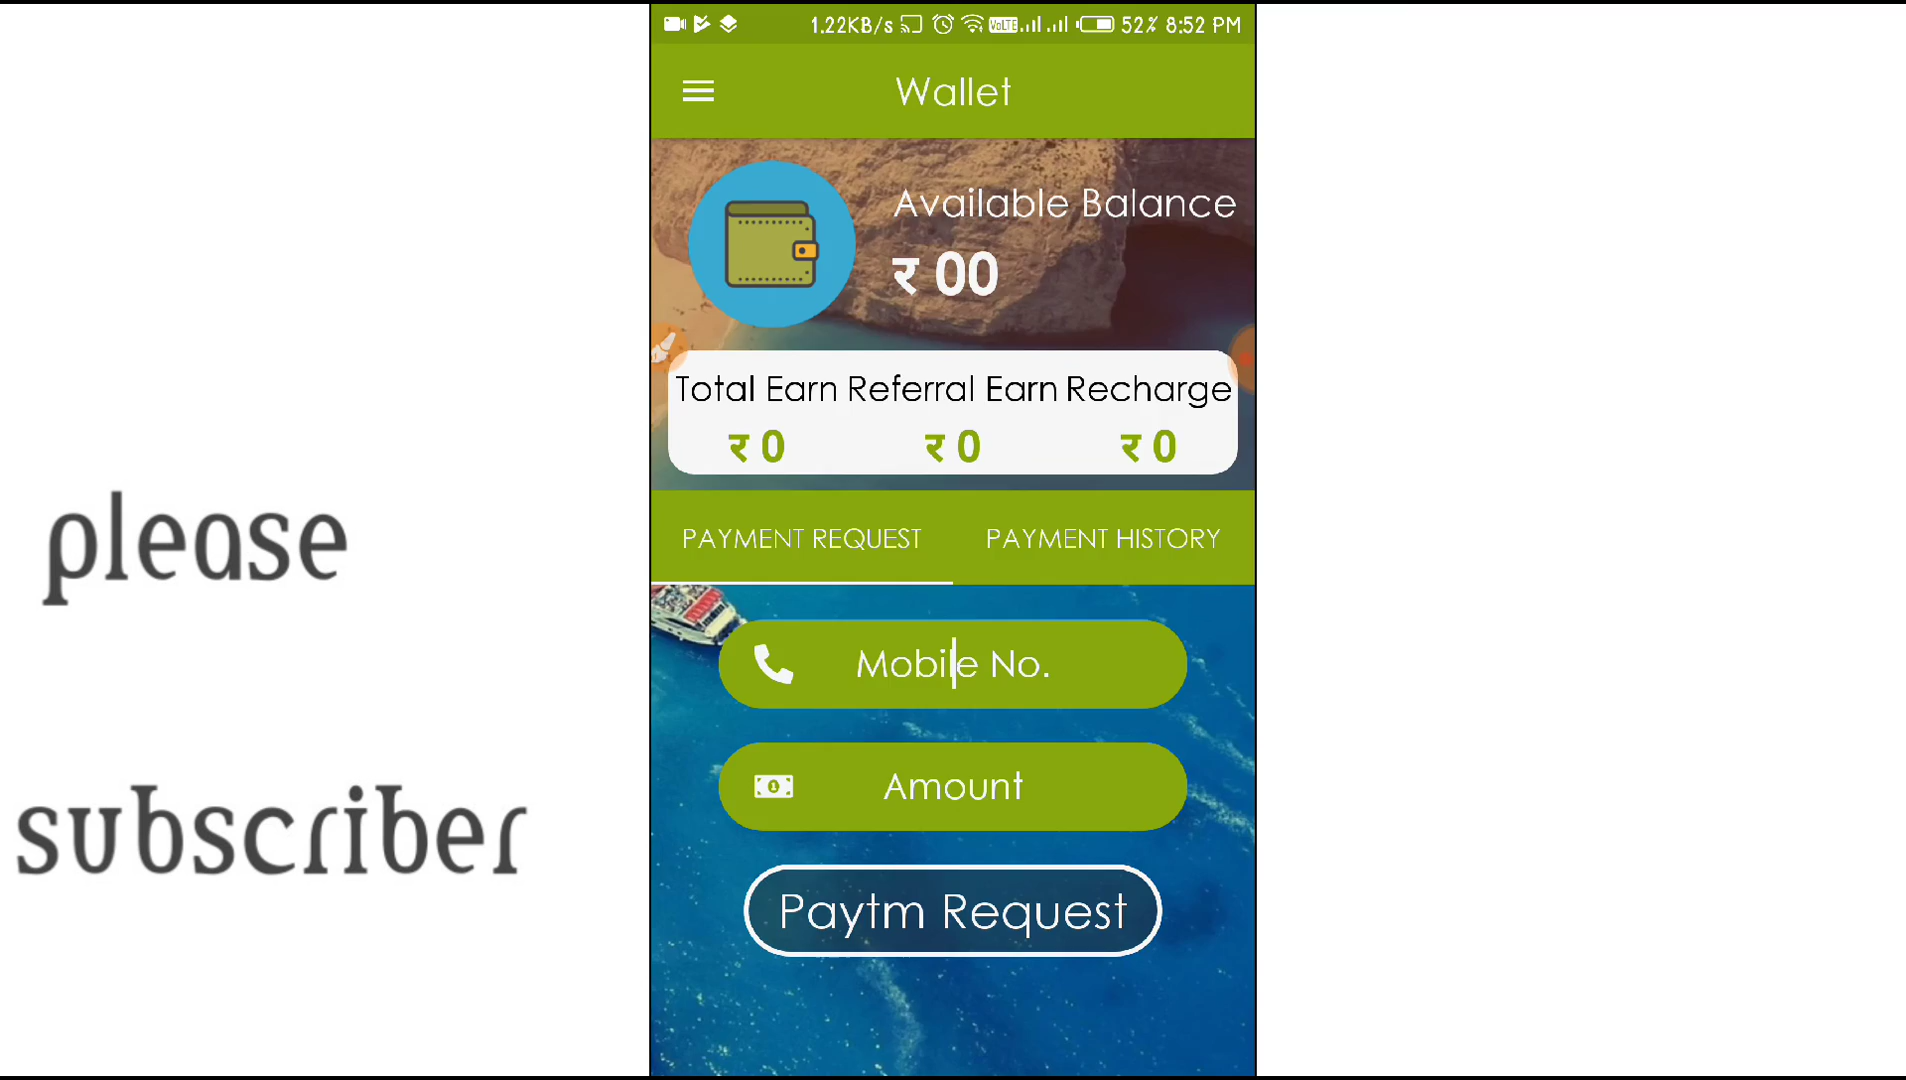 1.22KB/s VoLTE 52% 8:52 PM
Wallet
Available Balance
₹ 00
Total Earn Referral Earn Recharge
₹ 0 ₹ 0 ₹ 0
PAYMENT REQUEST PAYMENT HISTORY
Mobile No.
Amount
Paytm Request
please
subscriber